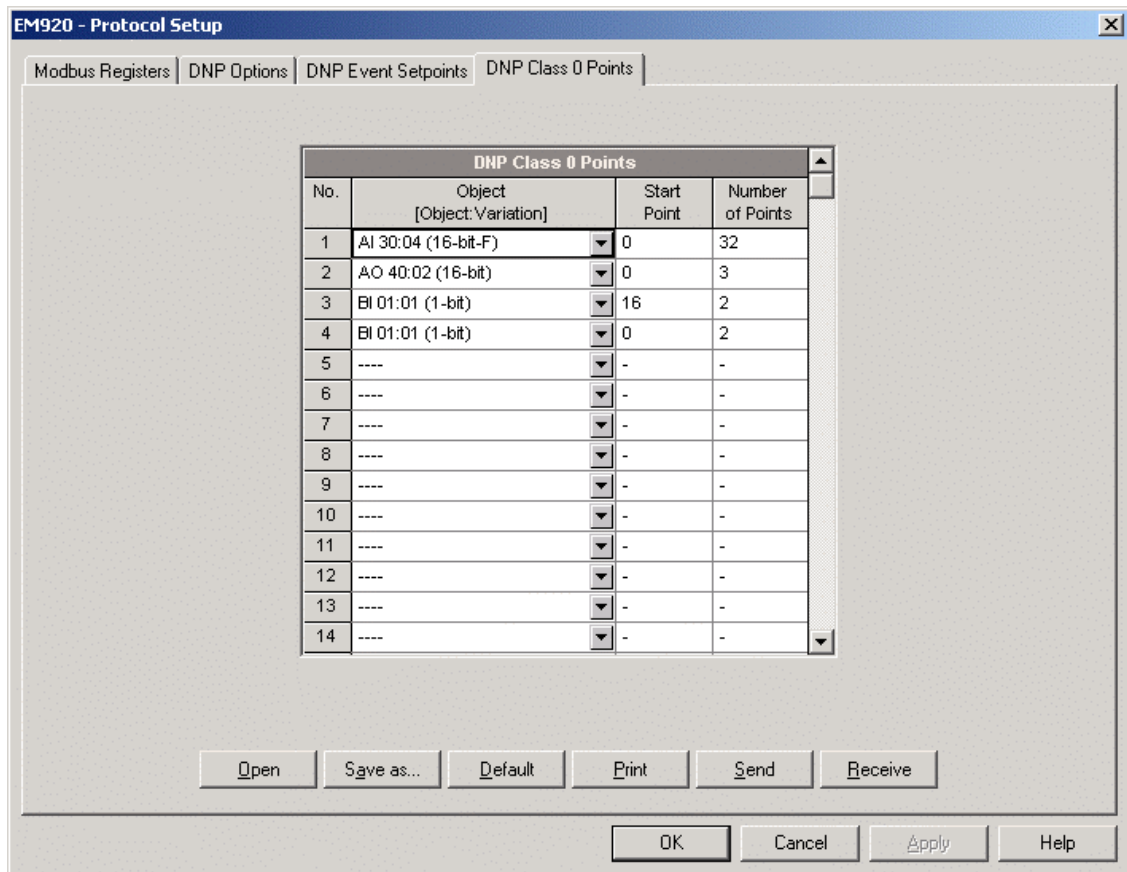 EM920 - Protocol Setup
Modbus Registers DNP Options DNP Event Setpoints DNP Class 0 Points
DNP Class 0 Points
No. Object Start Number
[Object:Variation] Point of Points
1 AI 30:04 (16-bit-F) 0 32
2 AO 40:02 (16-bit) 0 3
3 BI 01:01 (1-bit) 16 2
4 BI 01:01 (1-bit) 0 2
5 ---- - -
6 ---- - -
7 ---- - -
8 ---- - -
9 ---- - -
10 ---- - -
11 ---- - -
12 ---- - -
13 ---- - -
14 ---- - -
Open Save as... Default Print Send Receive
OK Cancel Apply Help